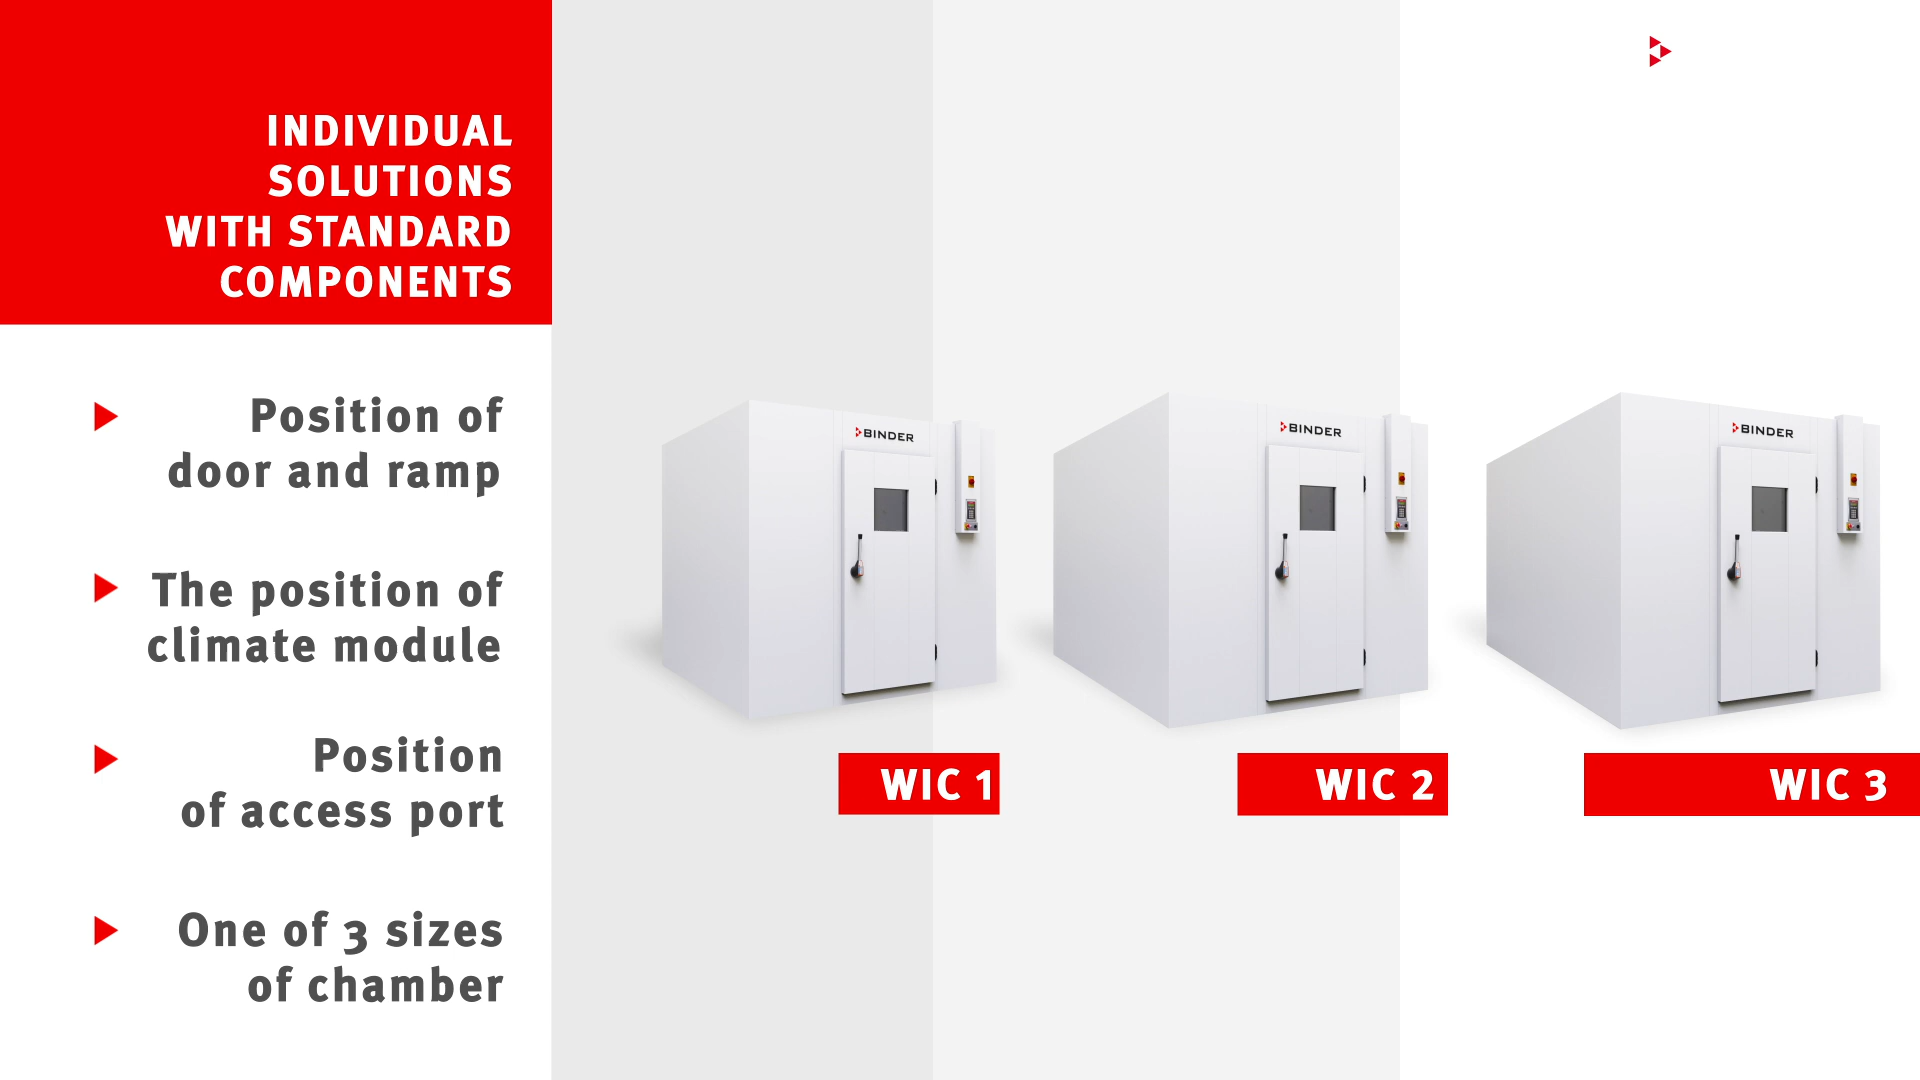 INDIVIDUAL
SOLUTIONS
WITH STANDARD
COMPONENTS
Position of
door and ramp
The position of
climate module
Position
of access port
One of 3 sizes
of chamber
BINDER
BINDER
BINDER
WIC 1
WIC 2
WIC 3